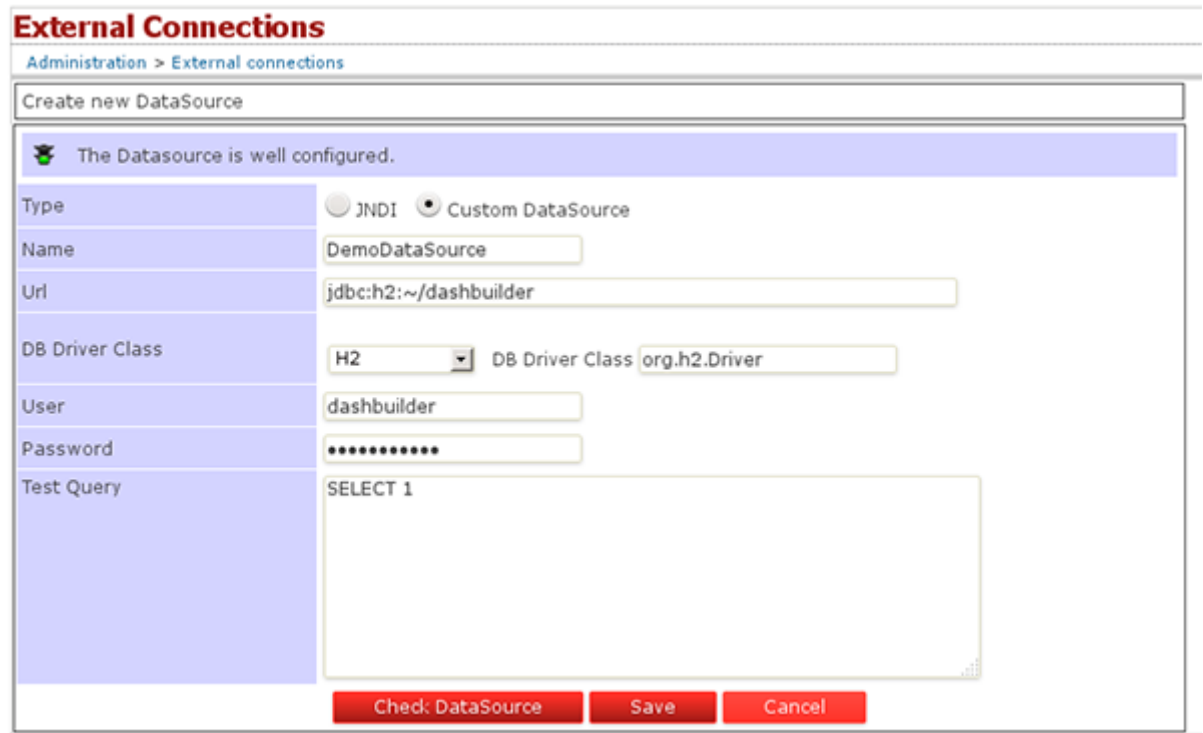 External Connections
Administration > External connections
Create new DataSource
The Datasource is well configured.
Type JNDI Custom DataSource
Name DemoDataSource
Url jdbc:h2:~/dashbuilder
DB Driver Class H2 DB Driver Class org.h2.Driver
User dashbuilder
Password •••••••••••
Test Query SELECT 1
Check DataSource Save Cancel